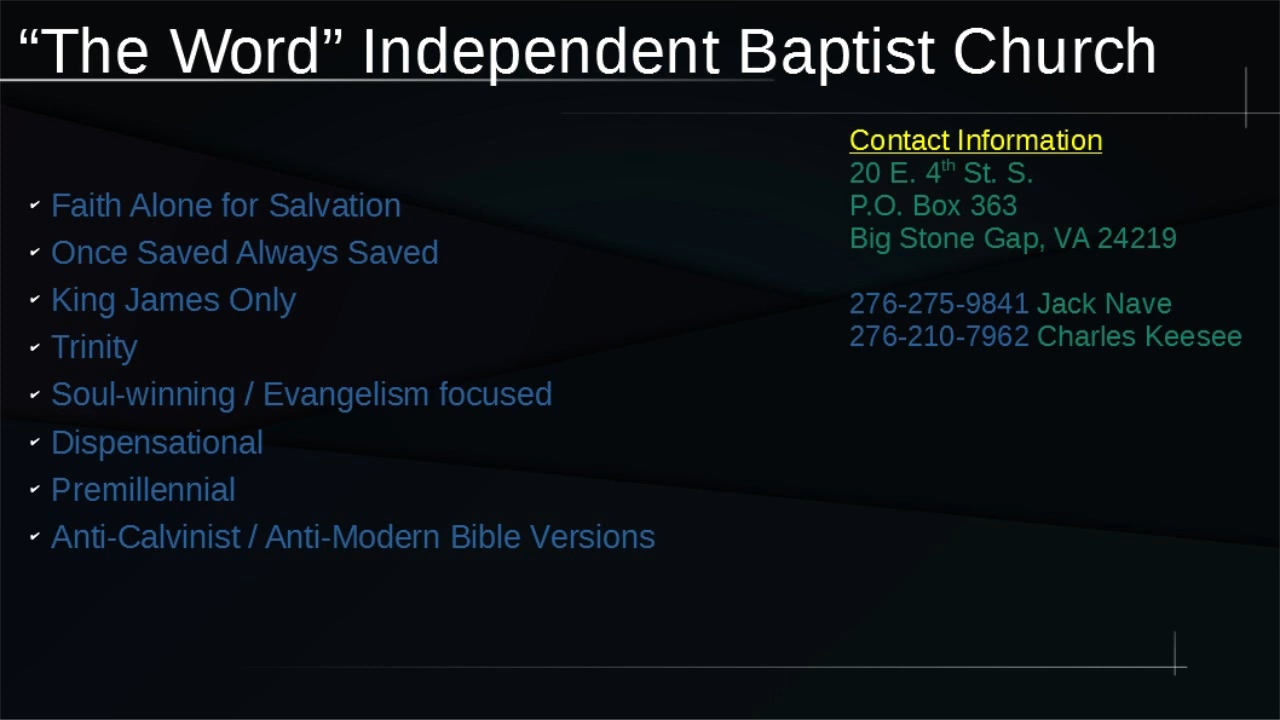 “The Word” Independent Baptist Church
✔ Faith Alone for Salvation
✔ Once Saved Always Saved
✔ King James Only
✔ Trinity
✔ Soul-winning / Evangelism focused
✔ Dispensational
✔ Premillennial
✔ Anti-Calvinist / Anti-Modern Bible Versions
Contact Information
20 E. 4th St. S.
P.O. Box 363
Big Stone Gap, VA 24219
276-275-9841 Jack Nave
276-210-7962 Charles Keesee